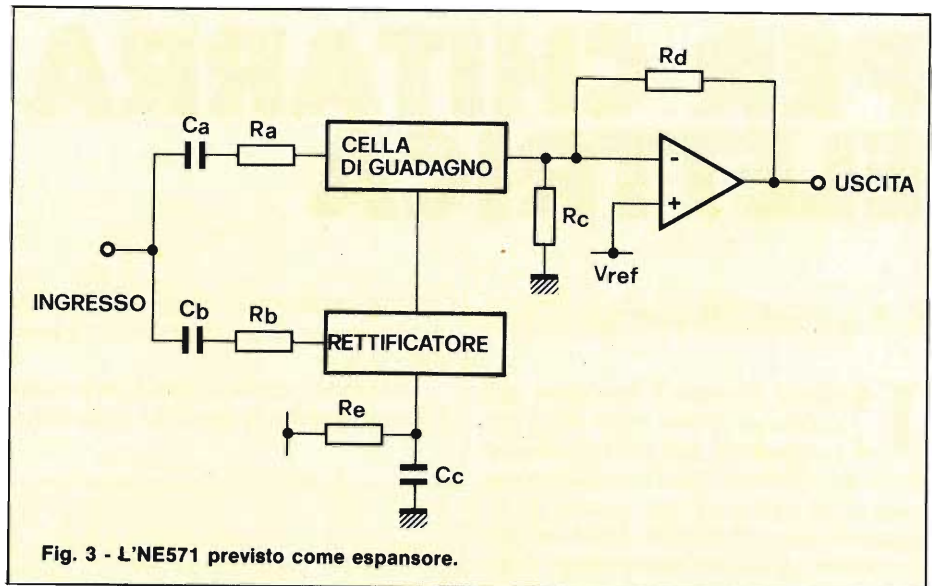 Rd
Ca
Ra
CELLA
DI GUADAGNO
-
+
USCITA
Rc
Vref
INGRESSO
Cb
Rb
RETTIFICATORE
Re
Cc
Fig. 3 - L'NE571 previsto come espansore.